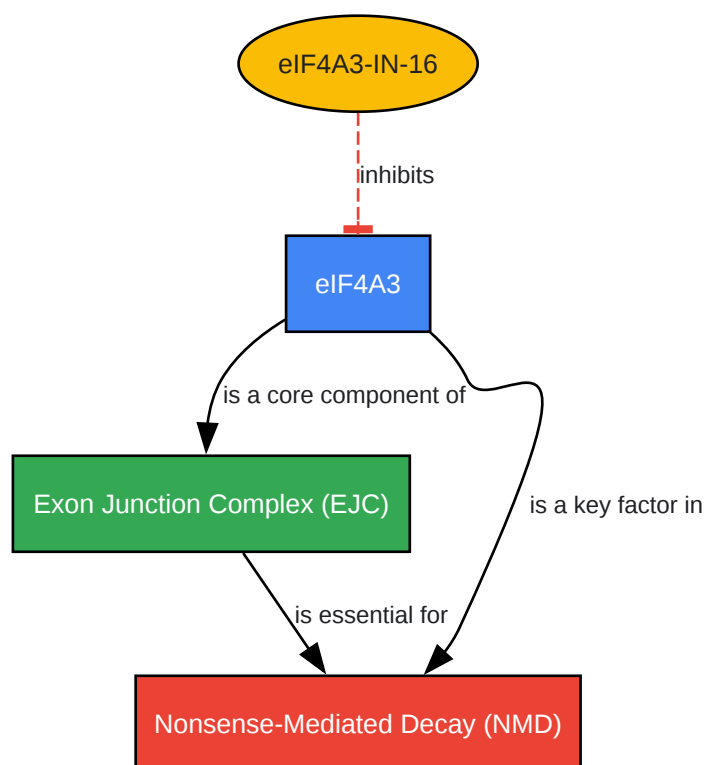 eIF4A3-IN-16
inhibits
eIF4A3
is a core component of
Exon Junction Complex (EJC)
is a key factor in
is essential for
Nonsense-Mediated Decay (NMD)